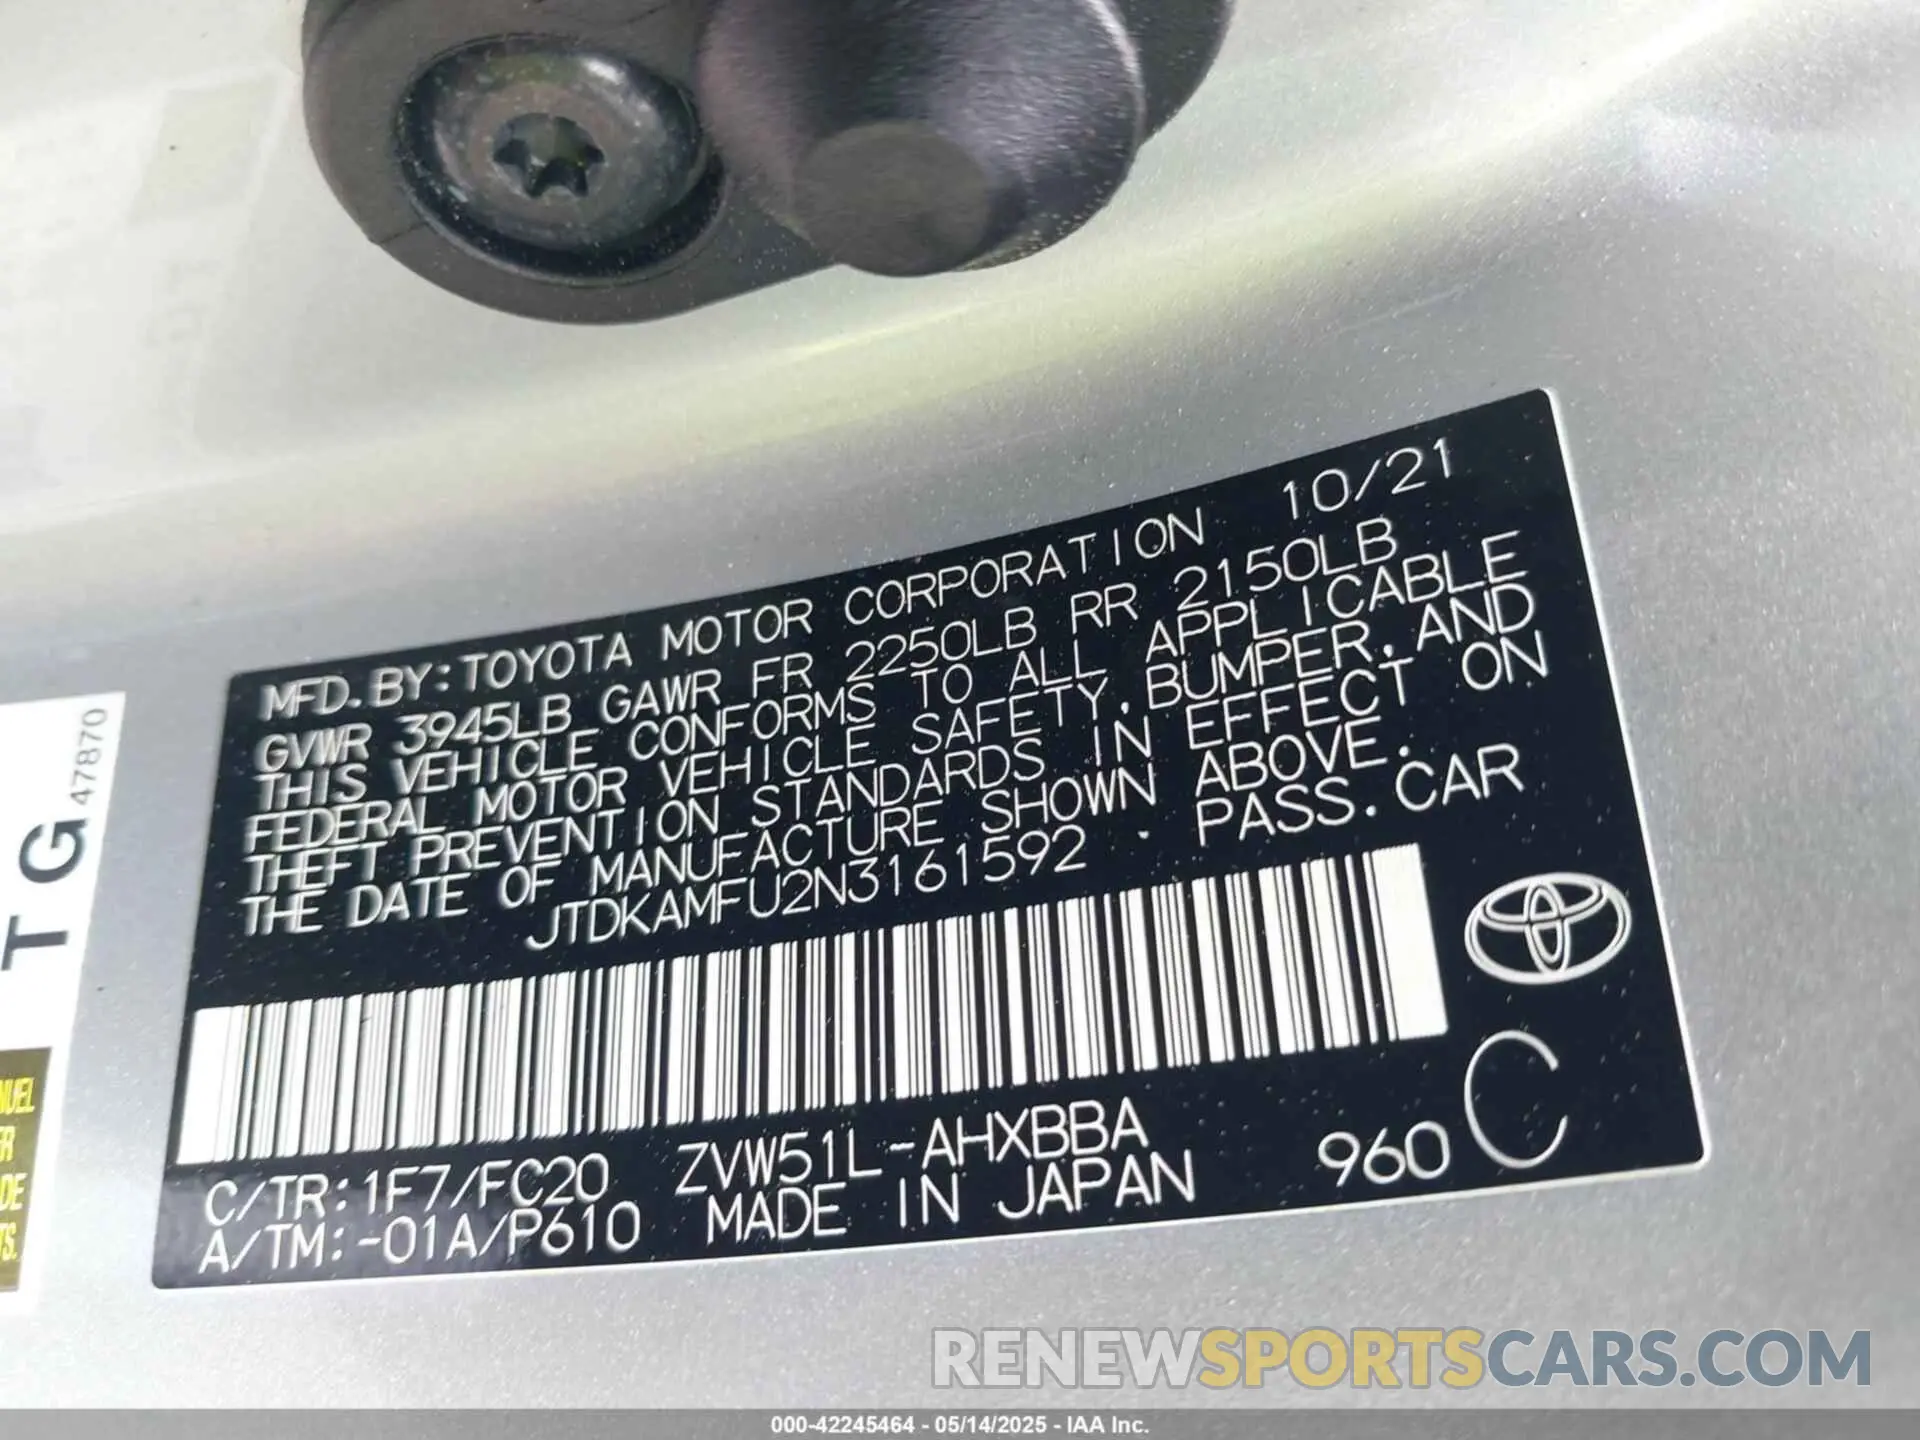 MFD.BY:TOYOTA MOTOR CORPORATION 10/21
GVWR 3945LB GAWR FR 2250LB RR 2150LB
THIS VEHICLE CONFORMS TO ALL APPLICABLE
FEDERAL MOTOR VEHICLE SAFETY,BUMPER,AND
THEFT PREVENTION STANDARDS IN EFFECT ON
THE DATE OF MANUFACTURE SHOWN ABOVE.
JTDKAMFU2N3161592 · PASS.CAR
C/TR:1F7/FC20 ZVW51L-AHXBBA
A/TM:-01A/P610 MADE IN JAPAN 960 C
T G 47870
RENEWSPORTSCARS.COM
000-42245464 - 05/14/2025 - IAA Inc.